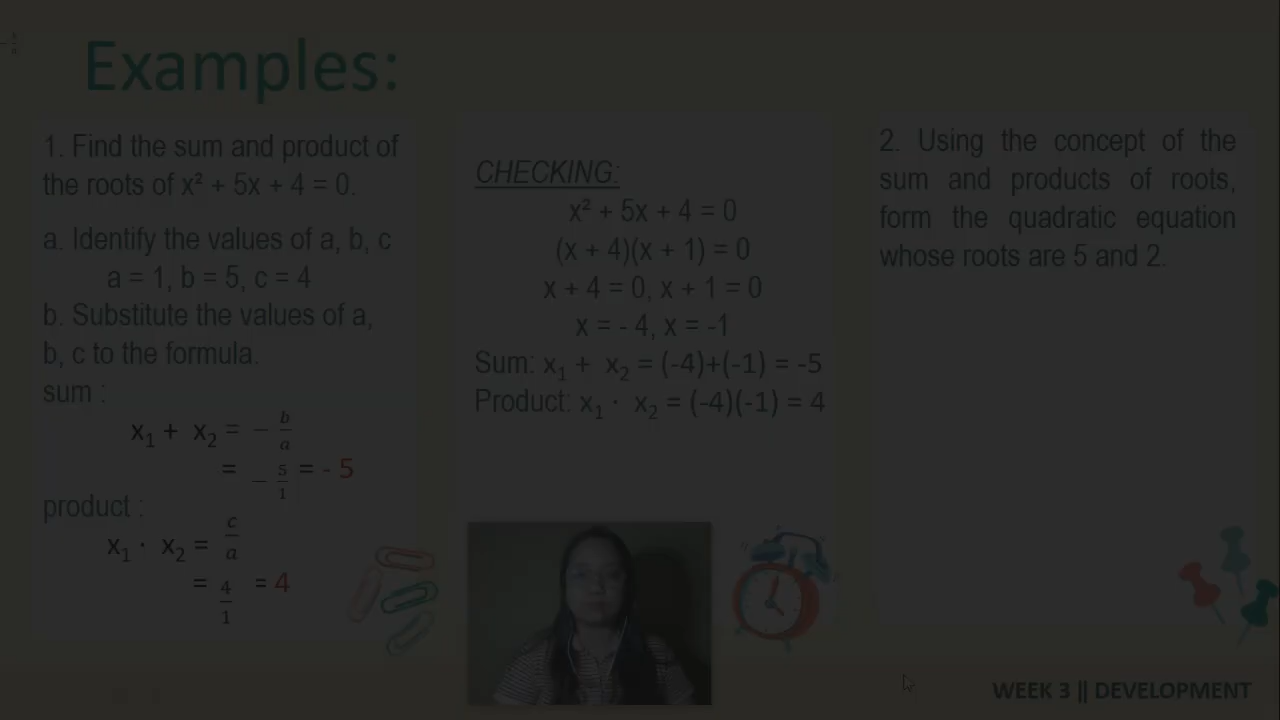 Examples:
1. Find the sum and product of
the roots of x² + 5x + 4 = 0.
a. Identify the values of a, b, c
a = 1, b = 5, c = 4
b. Substitute the values of a,
b, c to the formula.
sum :
x₁ + x₂ = − b/a
= − 5/1 = - 5
product :
x₁ · x₂ = c/a
= 4/1 = 4
CHECKING:
x² + 5x + 4 = 0
(x + 4)(x + 1) = 0
x + 4 = 0, x + 1 = 0
x = - 4, x = -1
Sum: x₁ + x₂ = (-4)+(-1) = -5
Product: x₁ · x₂ = (-4)(-1) = 4
2. Using the concept of the
sum and products of roots,
form the quadratic equation
whose roots are 5 and 2.
WEEK 3 || DEVELOPMENT